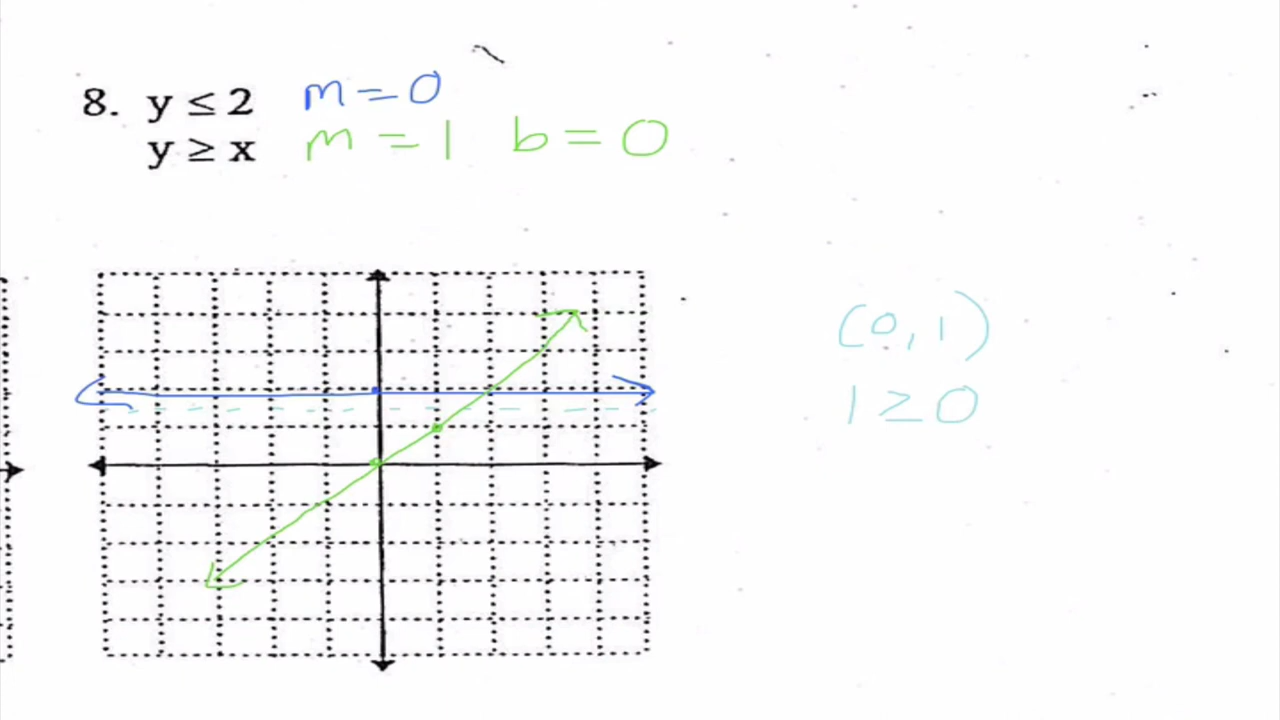 8. y ≤ 2 m = 0
y ≥ x m = 1 b = 0
(0, 1)
1 ≥ 0